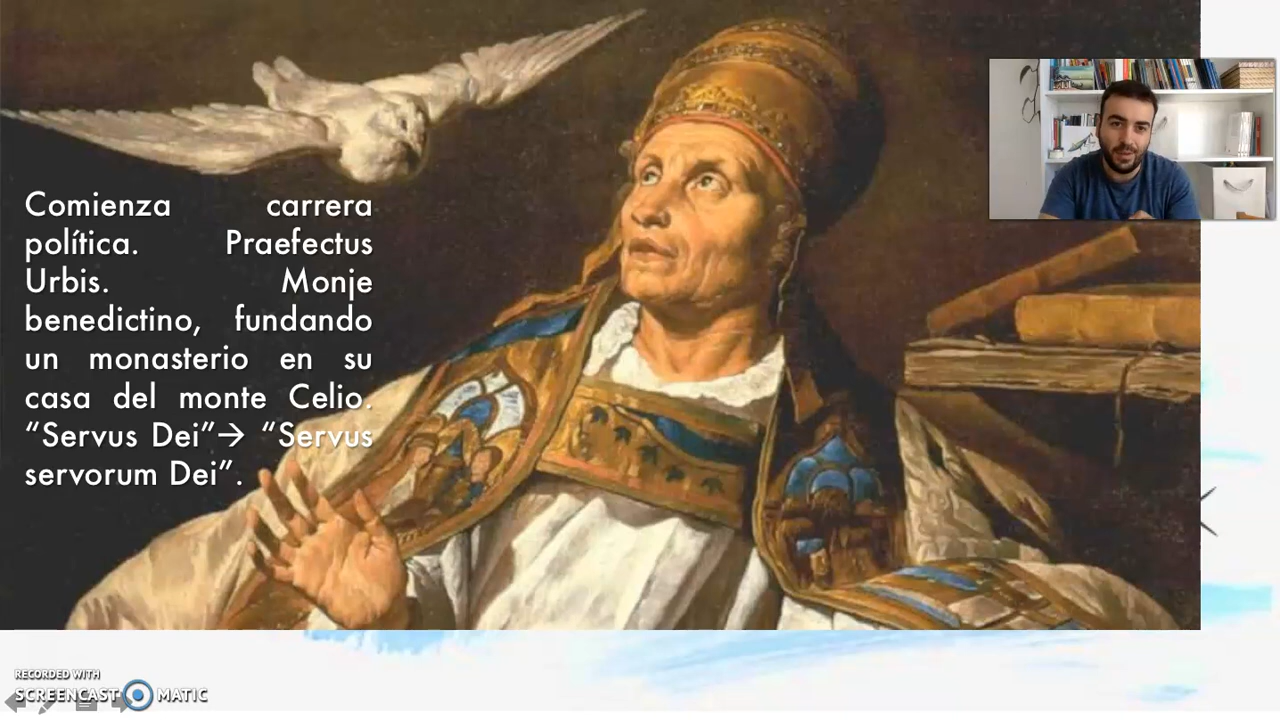 Comienza carrera
política. Praefectus
Urbis. Monje
benedictino, fundando
un monasterio en su
casa del monte Celio.
“Servus Dei”→ “Servus
servorum Dei”.
RECORDED WITH
SCREENCAST MATIC